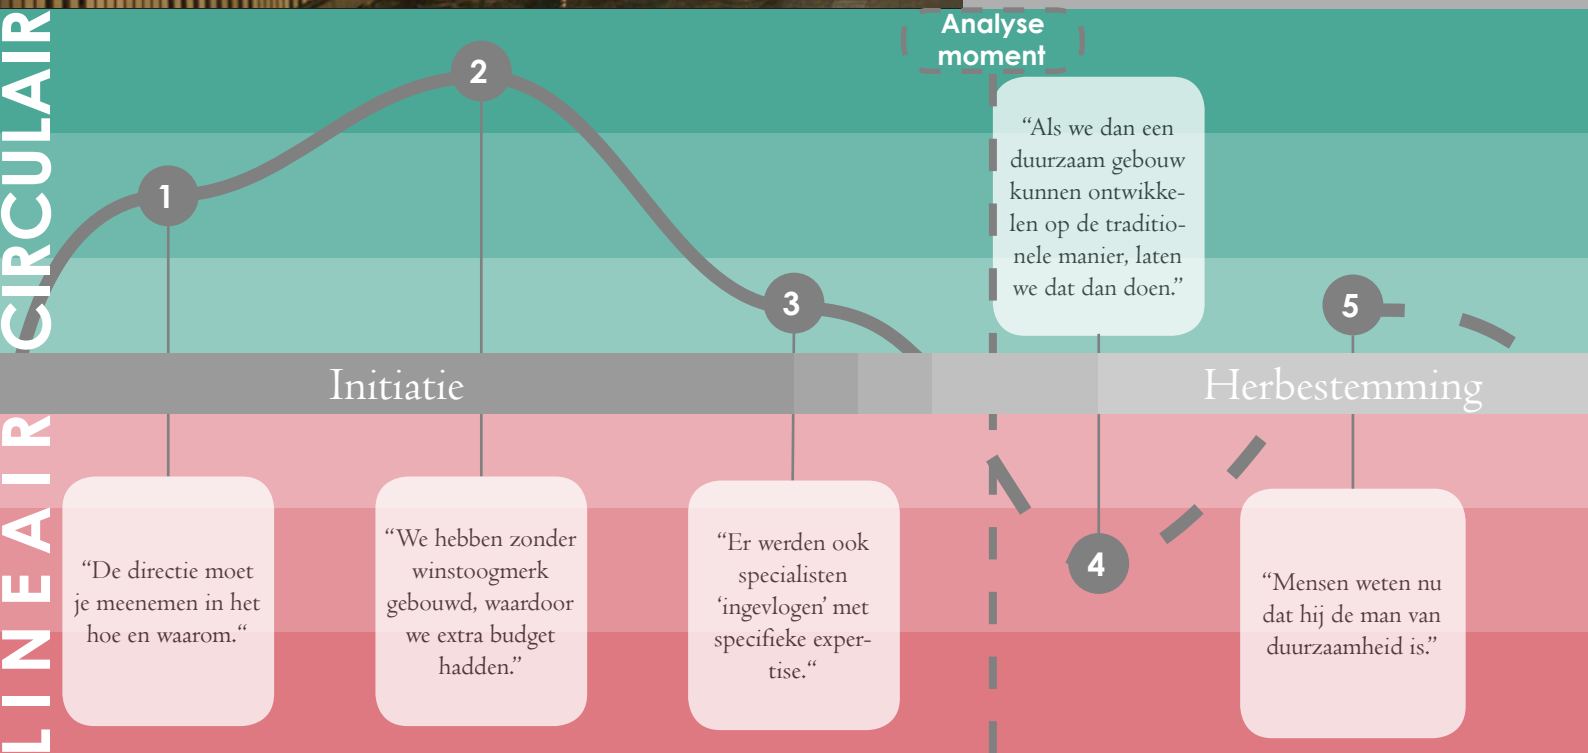 CIRCULAIR
LINEAIR
Analyse
moment
1
2
3
4
5
“Als we dan een
duurzaam gebouw
kunnen ontwikke-
len op de traditio-
nele manier, laten
we dat dan doen.”
Initiatie
Herbestemming
“De directie moet
je meenemen in het
hoe en waarom.“
“We hebben zonder
winstoogmerk
gebouwd, waardoor
we extra budget
hadden.”
“Er werden ook
specialisten
‘ingevlogen’ met
specifieke exper-
tise.“
“Mensen weten nu
dat hij de man van
duurzaamheid is.”